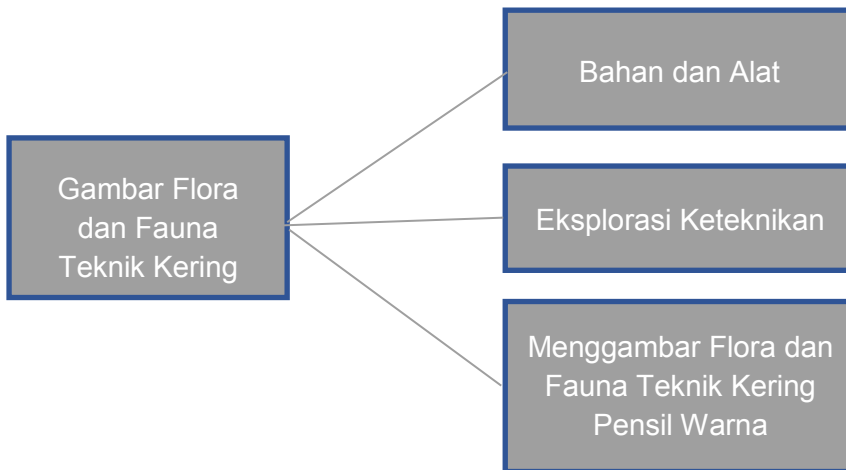 Gambar Flora
dan Fauna
Teknik Kering
Bahan dan Alat
Eksplorasi Keteknikan
Menggambar Flora dan
Fauna Teknik Kering
Pensil Warna